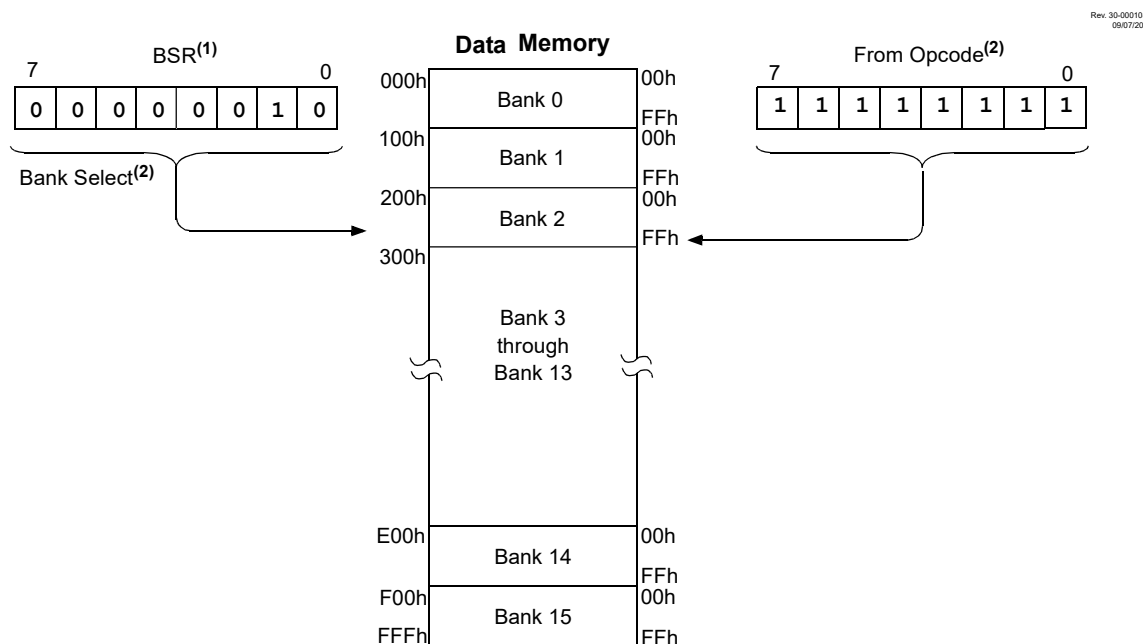 Rev. 30-00010
09/07/20
Data Memory
BSR(1)
7 0
0 0 0 0 0 0 1 0
Bank Select(2)
From Opcode(2)
7 0
1 1 1 1 1 1 1 1
000h Bank 0 00h
FFh
100h Bank 1 00h
FFh
200h Bank 2 00h
FFh
300h
Bank 3
through
Bank 13
E00h Bank 14 00h
FFh
F00h Bank 15 00h
FFFh FFh